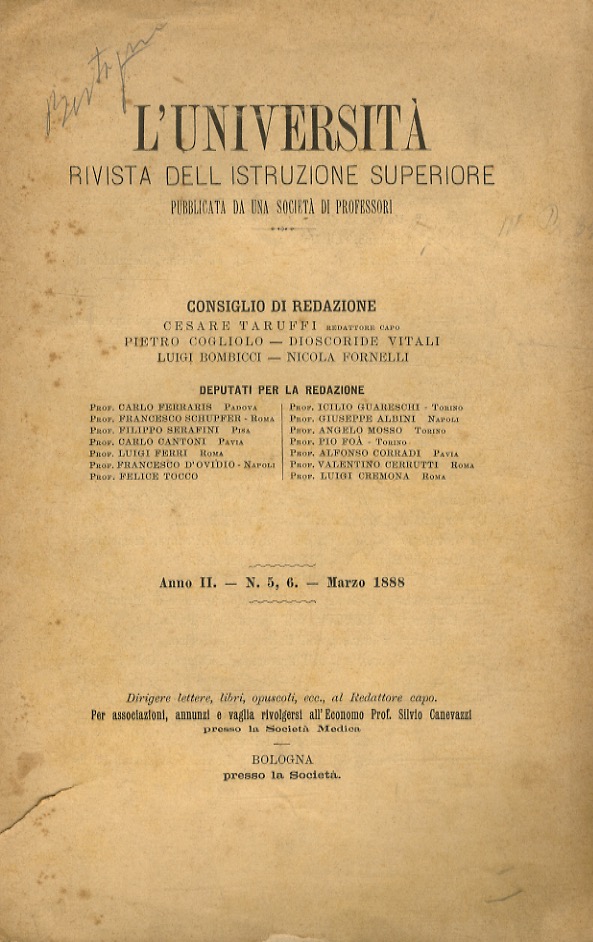 L'UNIVERSITÀ
RIVISTA DELL ISTRUZIONE SUPERIORE
PUBBLICATA DA UNA SOCIETÀ DI PROFESSORI
CONSIGLIO DI REDAZIONE
CESARE TARUFFI REDATTORE CAPO
PIETRO COGLIOLO — DIOSCORIDE VITALI
LUIGI BOMBICCI — NICOLA FORNELLI
DEPUTATI PER LA REDAZIONE
PROF. CARLO FERRARIS PADOVA
PROF. FRANCESCO SCHUPFER - ROMA
PROF. FILIPPO SERAFINI PISA
PROF. CARLO CANTONI PAVIA
PROF. LUIGI FERRI ROMA
PROF. FRANCESCO D'OVIDIO - NAPOLI
PROF. FELICE TOCCO
PROF. ICILIO GUARESCHI - TORINO
PROF. GIUSEPPE ALBINI NAPOLI
PROF. ANGELO MOSSO TORINO
PROF. PIO FOÀ - TORINO
PROF. ALFONSO CORRADI PAVIA
PROF. VALENTINO CERRUTI ROMA
PROF. LUIGI CREMONA ROMA
Anno II. — N. 5, 6. — Marzo 1888
Dirigere lettere, libri, opuscoli, ecc., al Redattore capo.
Per associazioni, annunzi e vaglia rivolgersi all'Economo Prof. Silvio Canevazzi
presso la Società Medica
BOLOGNA
presso la Società.